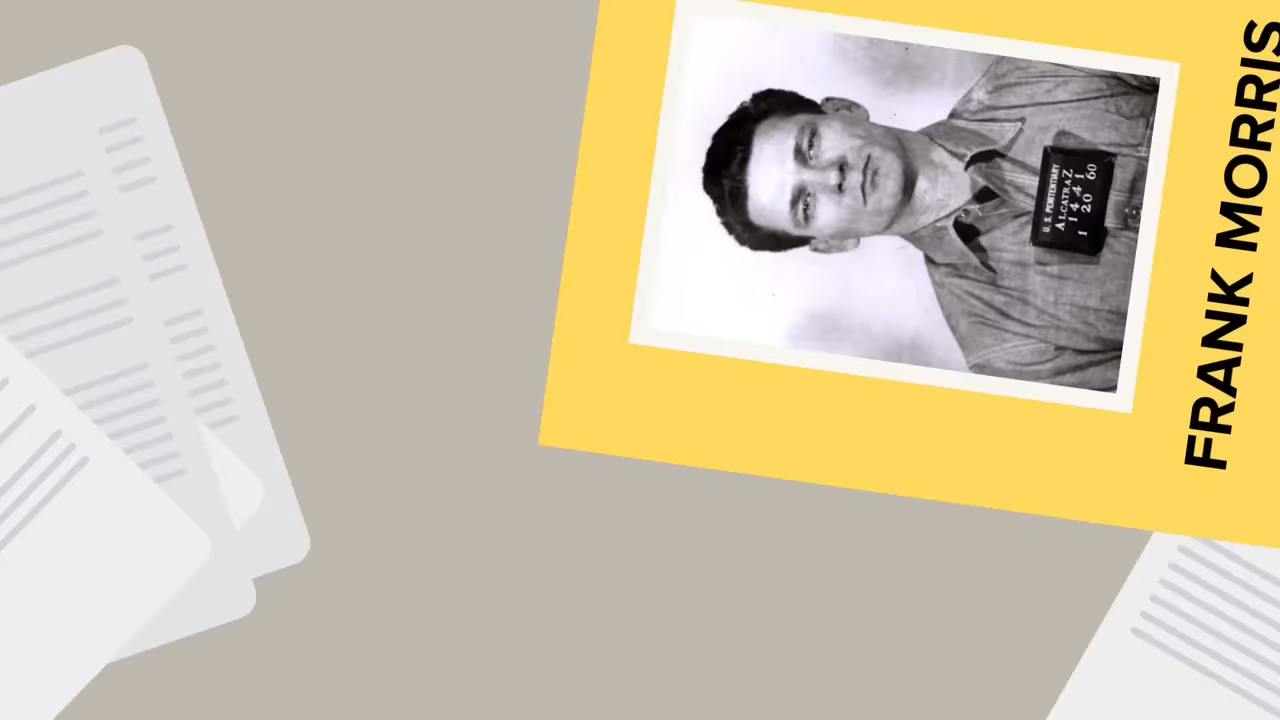 U.S. PENITENTIARY
ALCATRAZ
1441
1 20 60
FRANK MORRIS